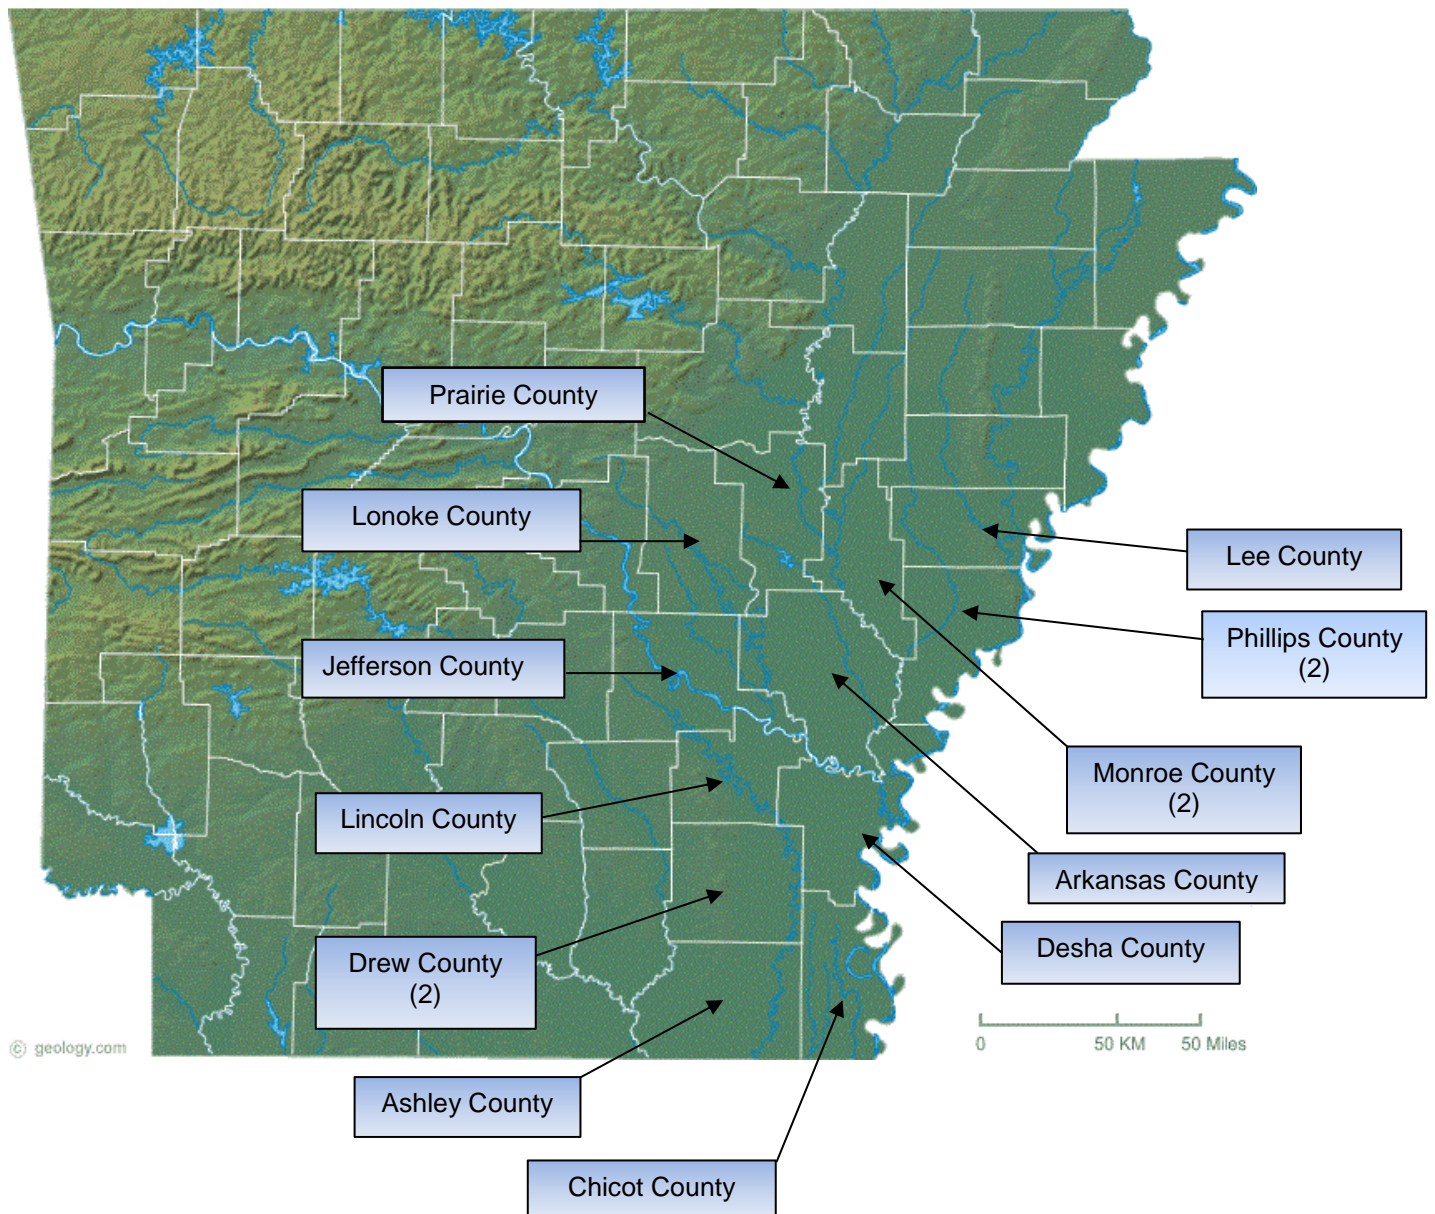 Prairie County
Lonoke County
Lee County
Phillips County
(2)
Jefferson County
Monroe County
(2)
Lincoln County
Arkansas County
Drew County
(2)
Desha County
© geology.com
0 50 KM 50 Miles
Ashley County
Chicot County